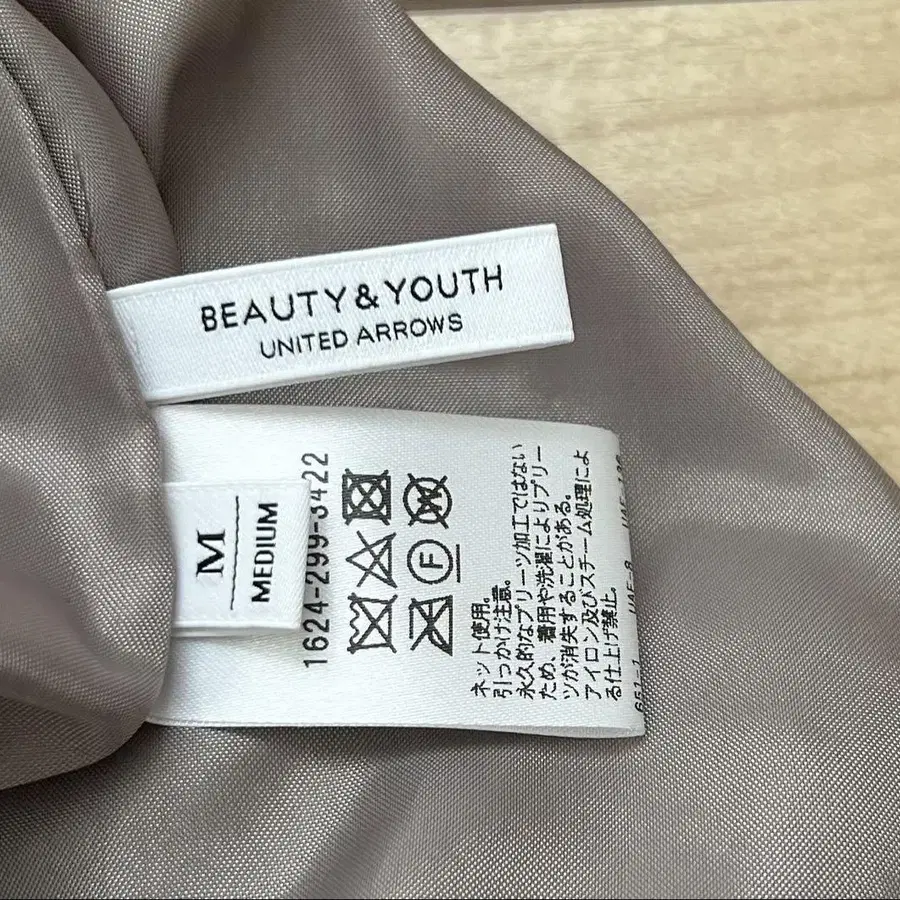 BEAUTY & YOUTH
UNITED ARROWS
M
MEDIUM
1624-299-3422
ネット使用。
引っかけ注意。
永久的なプリーツ加工ではない
ため、着用や洗濯によりプリー
ツが消失することがある。
アイロン及びスチーム処理によ
る仕上げ禁止。